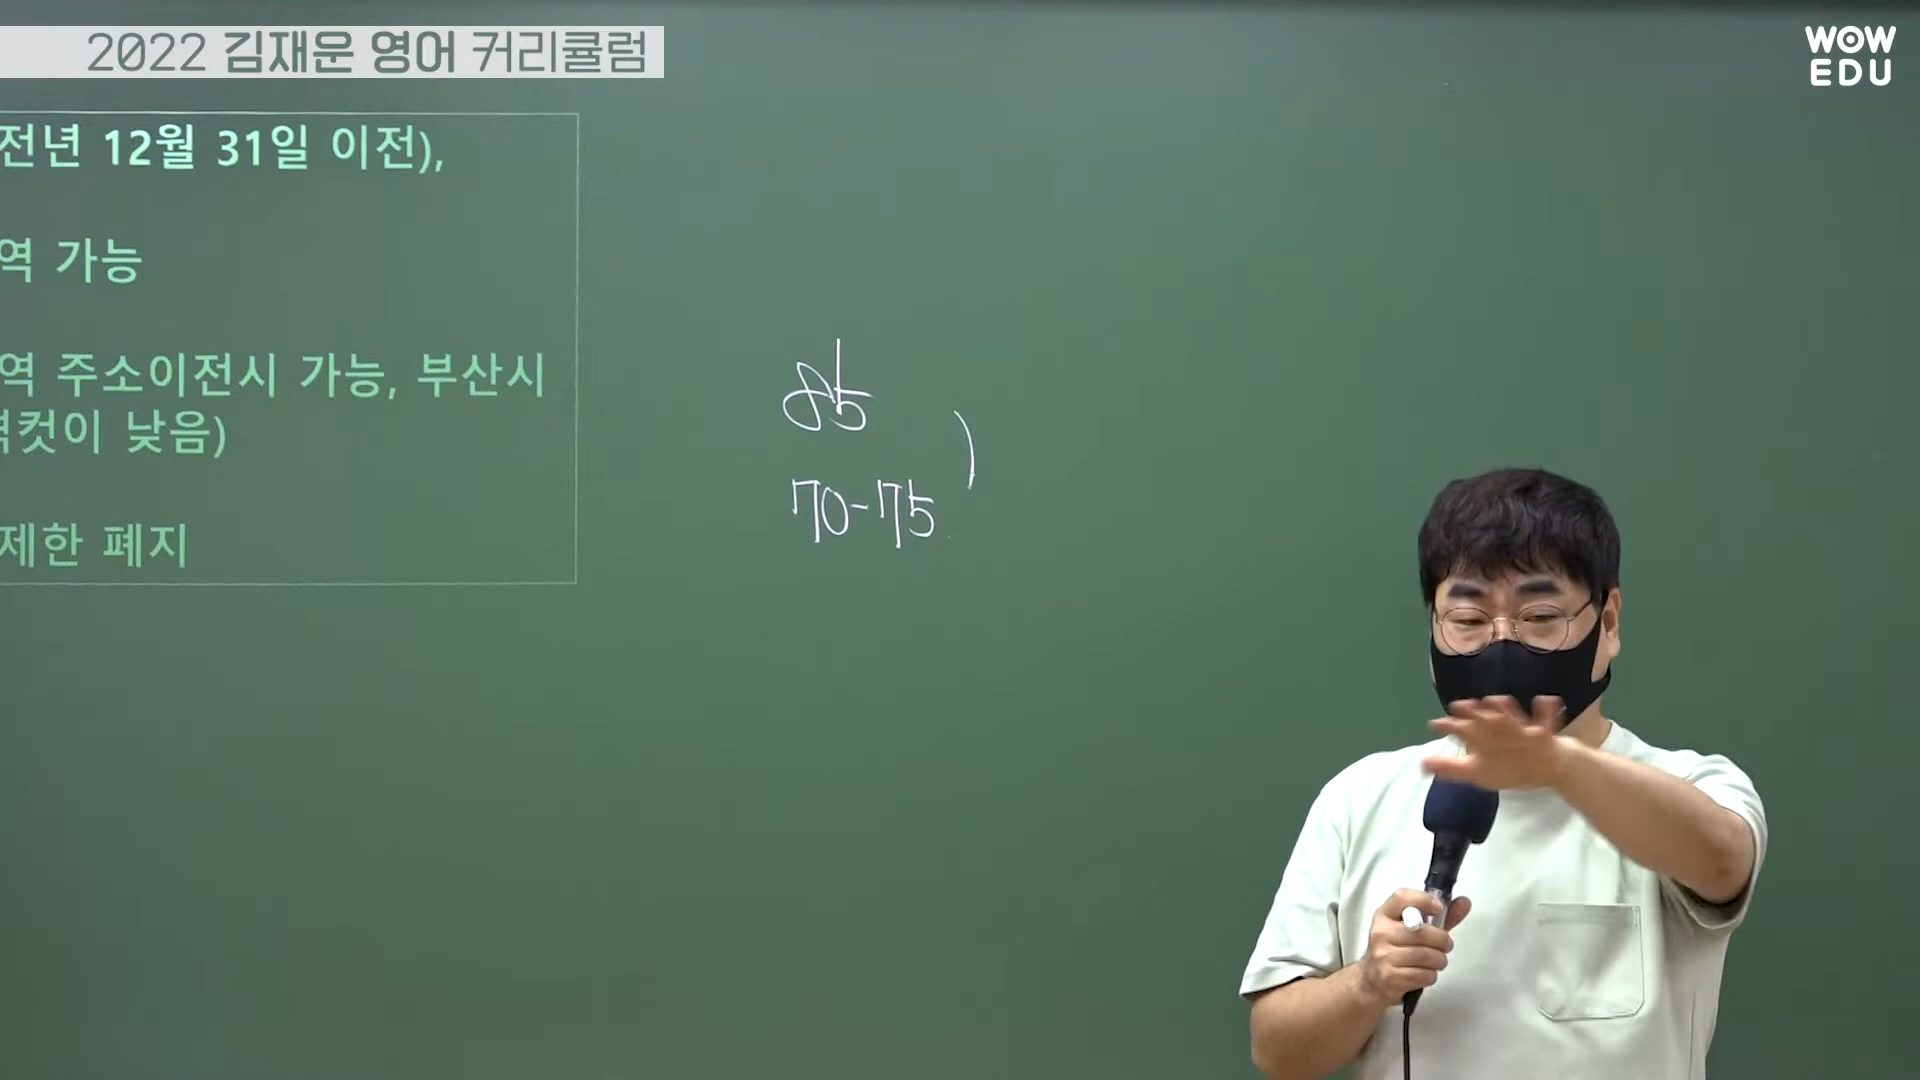 2022 김재운 영어 커리큘럼
WOW
EDU
전년 12월 31일 이전),
역 가능
역 주소이전시 가능, 부산시
컷이 낮음)
제한 폐지
85
70-75